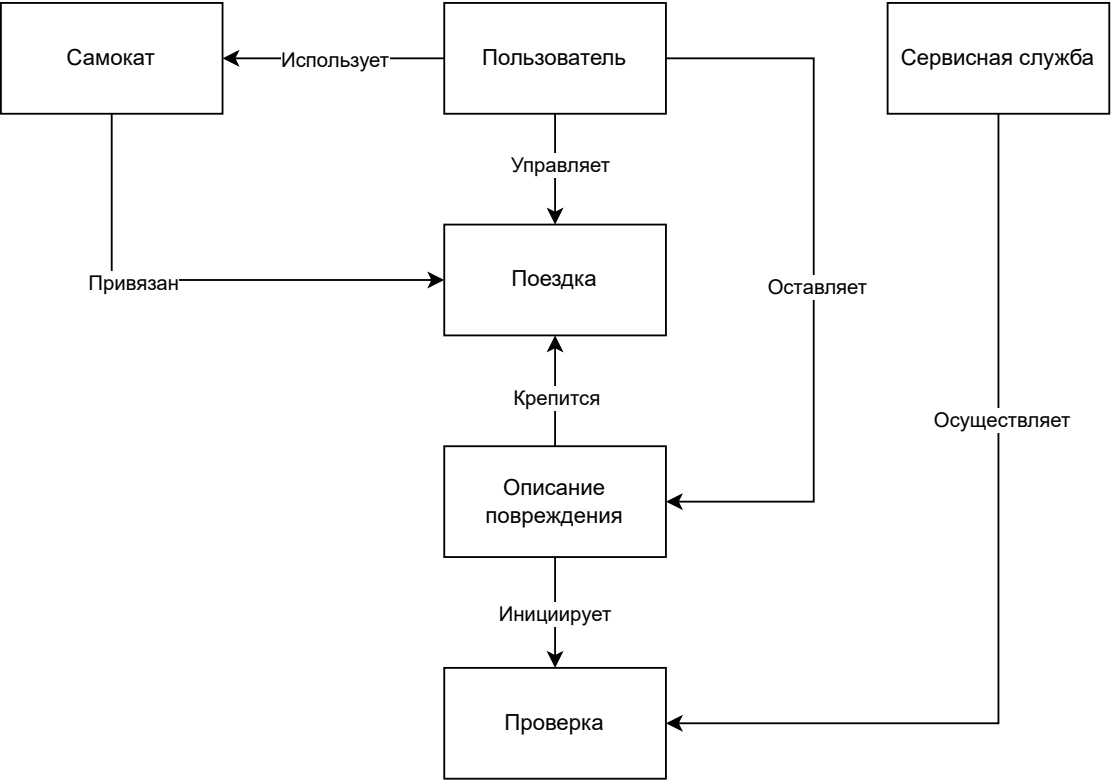 Самокат
Использует
Пользователь
Сервисная служба
Управляет
Поездка
Привязан
Оставляет
Крепится
Осуществляет
Описание
повреждения
Инициирует
Проверка